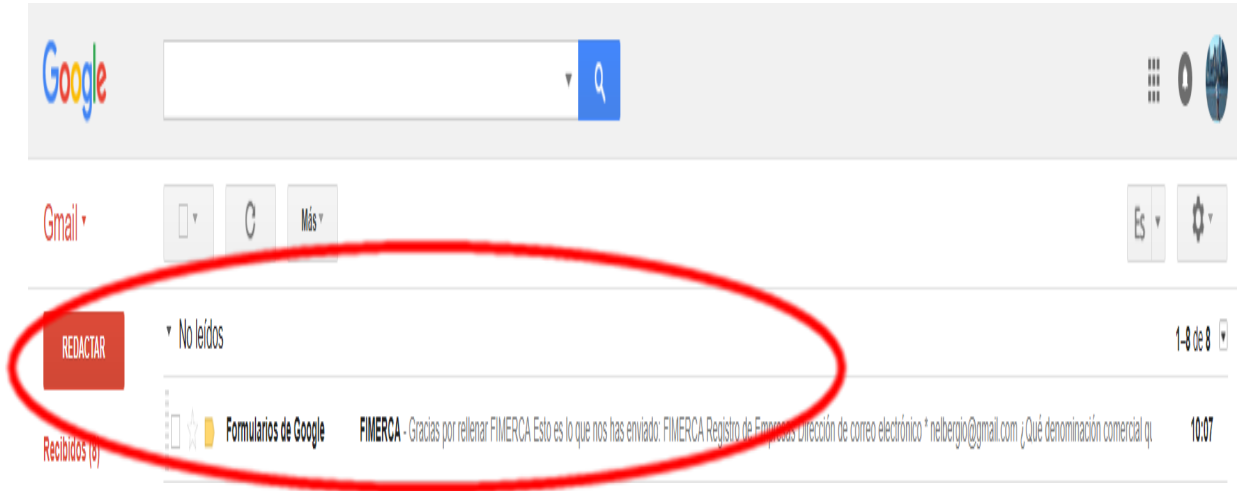 Google
Gmail
Más
Es
REDACTAR
No leídos
1–8 de 8
Recibidos (8)
Formularios de Google FIMERCA - Gracias por rellenar FIMERCA Esto es lo que nos has enviado: FIMERCA Registro de Empresas Dirección de correo electrónico * nelbergio@gmail.com ¿Qué denominación comercial qu 10:07